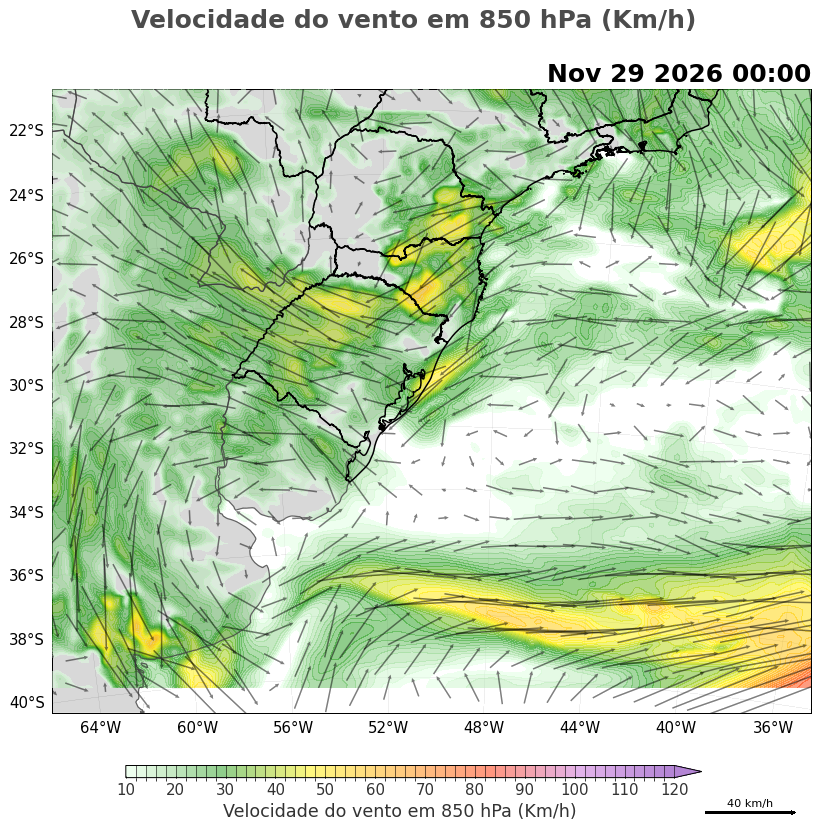 Velocidade do vento em 850 hPa (Km/h)
Nov 29 2026 00:00
22°S
24°S
26°S
28°S
30°S
32°S
34°S
36°S
38°S
40°S
64°W 60°W 56°W 52°W 48°W 44°W 40°W 36°W
10 20 30 40 50 60 70 80 90 100 110 120
Velocidade do vento em 850 hPa (Km/h)
40 km/h